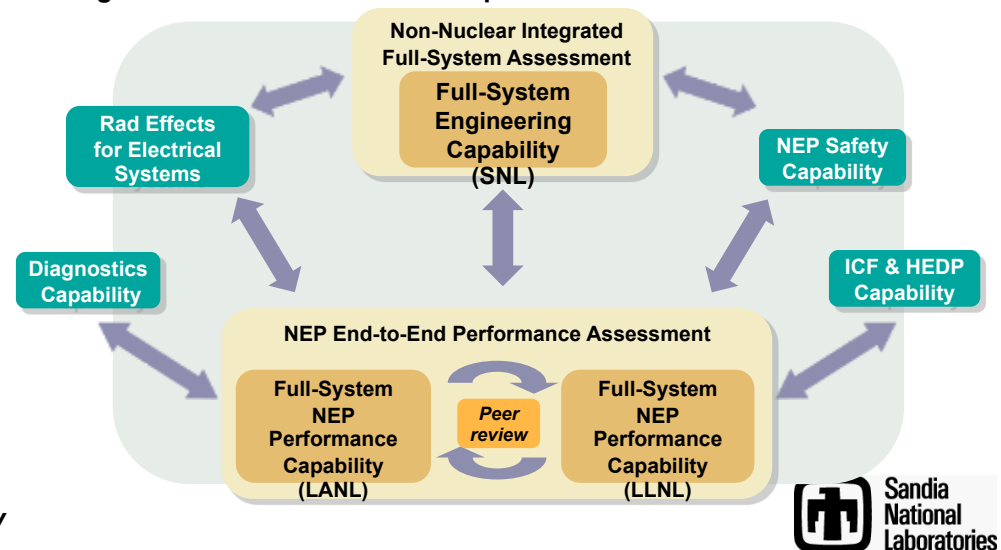 Non-Nuclear Integrated
Full-System Assessment
Full-System
Engineering
Capability
(SNL)
Rad Effects
for Electrical
Systems
NEP Safety
Capability
Diagnostics
Capability
ICF & HEDP
Capability
NEP End-to-End Performance Assessment
Full-System
NEP
Performance
Capability
(LANL)
Peer
review
Full-System
NEP
Performance
Capability
(LLNL)
Sandia
National
Laboratories